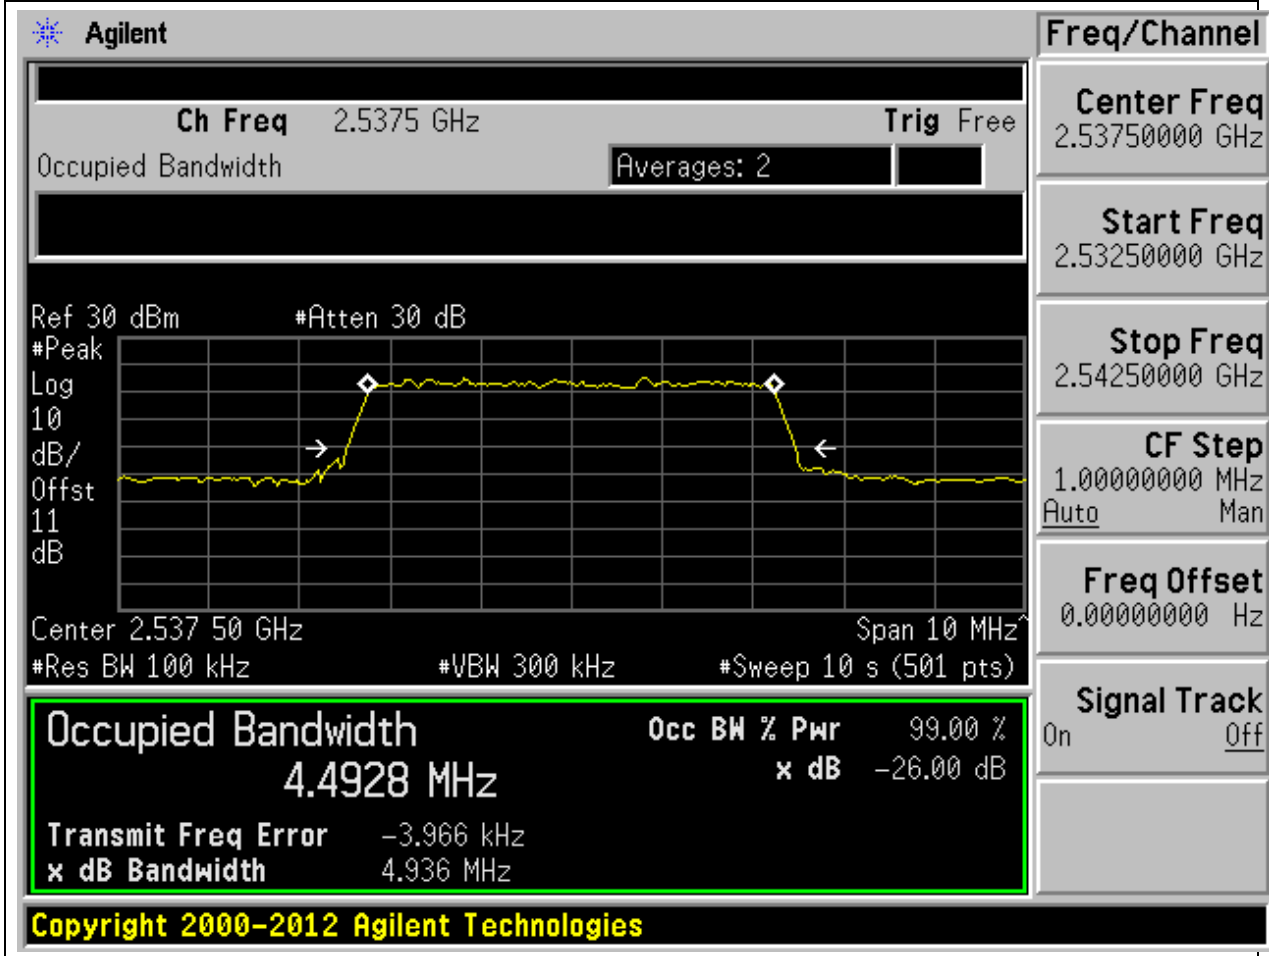 Agilent
Freq/Channel
Ch Freq 2.5375 GHz Trig Free
Occupied Bandwidth Averages: 2
Center Freq
2.53750000 GHz
Start Freq
2.53250000 GHz
Stop Freq
2.54250000 GHz
CF Step
1.00000000 MHz
Auto Man
Freq Offset
0.00000000 Hz
Signal Track
On Off
Ref 30 dBm #Atten 30 dB
#Peak
Log
10
dB/
Offst
11
dB
Center 2.537 50 GHz Span 10 MHz^
#Res BW 100 kHz #VBW 300 kHz #Sweep 10 s (501 pts)
Occupied Bandwidth Occ BW % Pwr 99.00 %
4.4928 MHz x dB -26.00 dB
Transmit Freq Error -3.966 kHz
x dB Bandwidth 4.936 MHz
Copyright 2000-2012 Agilent Technologies